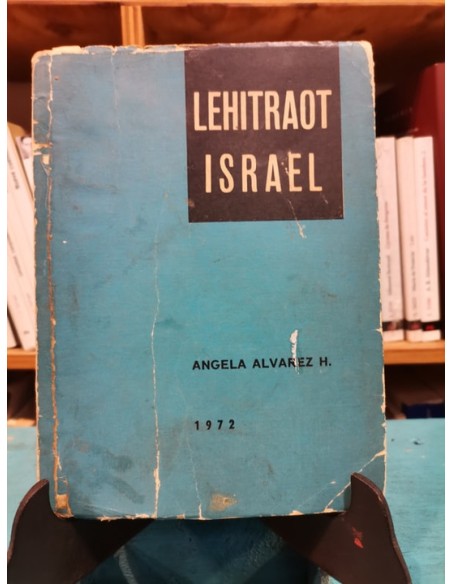 LEHITRAOT
ISRAEL
ANGELA ALVAREZ H.
1972